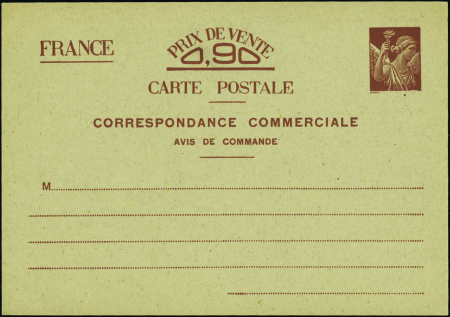 FRANCE
PRIX DE VENTE
0,90
CARTE POSTALE
CORRESPONDANCE COMMERCIALE
AVIS DE COMMANDE
M